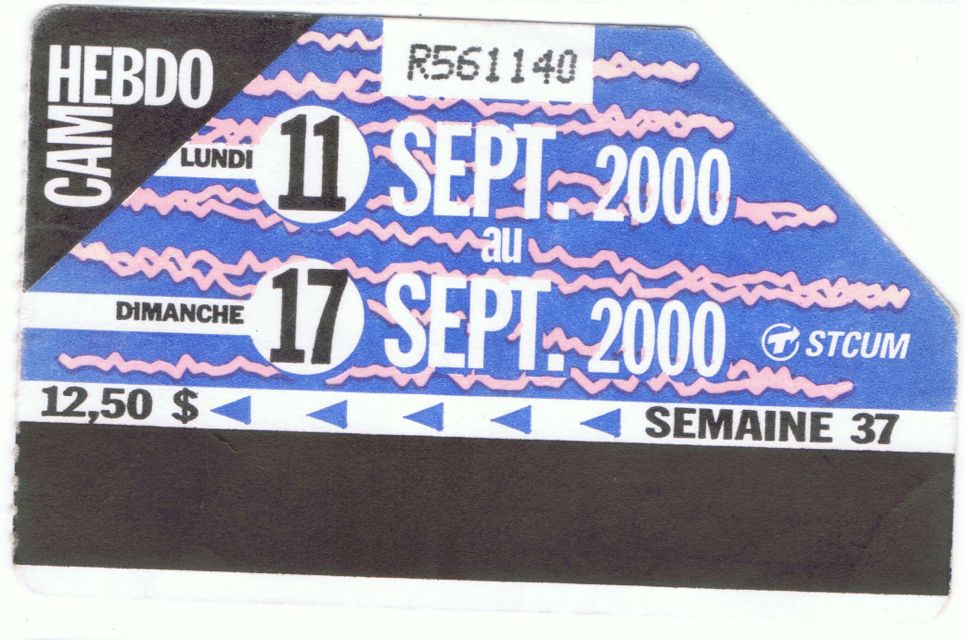 R561140
CAM HEBDO
LUNDI 11 SEPT. 2000
au
DIMANCHE 17 SEPT. 2000
STCUM
12,50 $ SEMAINE 37